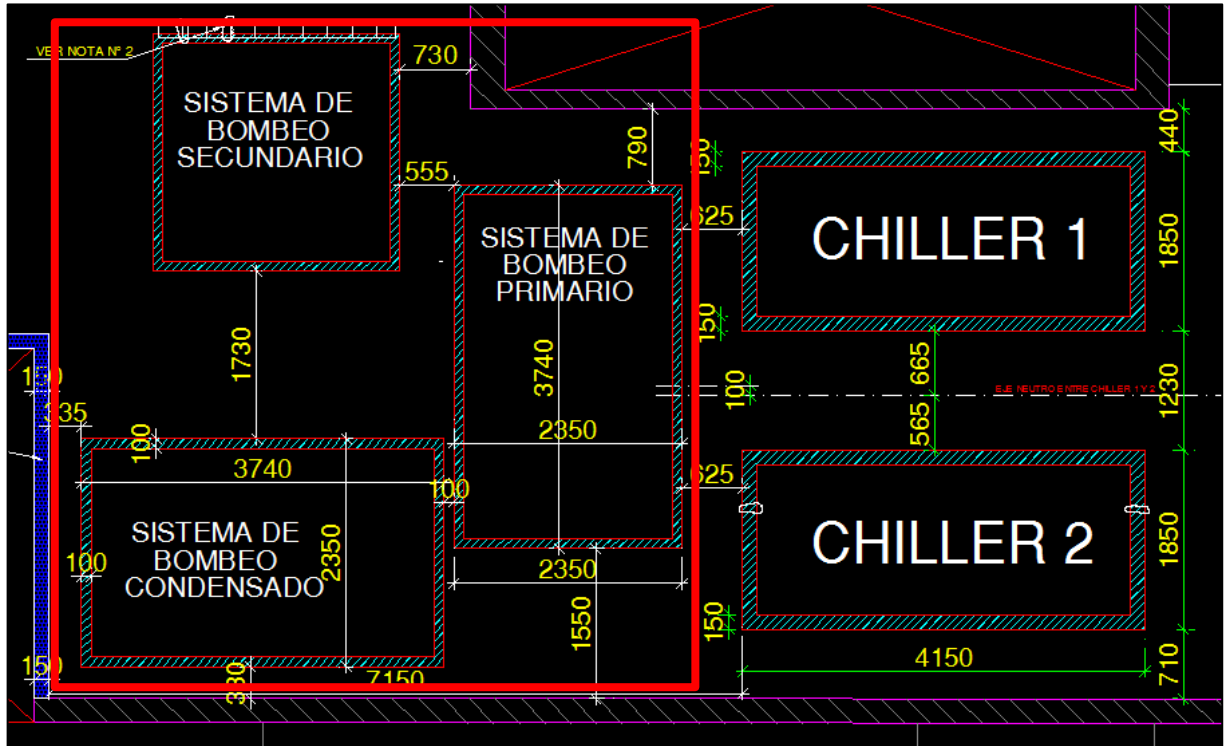 VER NOTA Nº 2
730
440
SISTEMA DE
BOMBEO
SECUNDARIO
790
150
555
625
1850
SISTEMA DE
BOMBEO
PRIMARIO
CHILLER 1
150
1730
3740
665
100
EJE NEUTRO ENTRE CHILLER 1 Y 2
1230
150
335
565
100
2350
3740
100
625
SISTEMA DE
BOMBEO
CONDENSADO
2350
100
CHILLER 2
1850
2350
1550
150
4150
710
150
330
7150